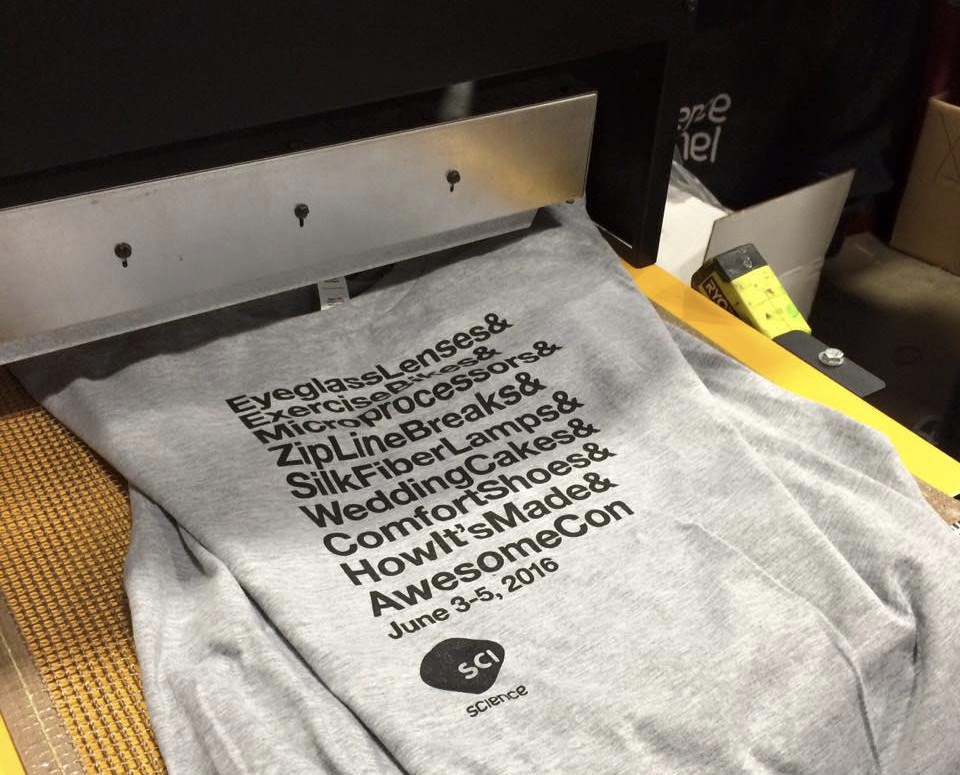 EyeglassLenses&
ExerciseBikes&
Microprocessors&
ZipLineBreaks&
SilkFiberLamps&
WeddingCakes&
ComfortShoes&
HowIt'sMade&
AwesomeCon
June 3-5, 2016
SCI
science